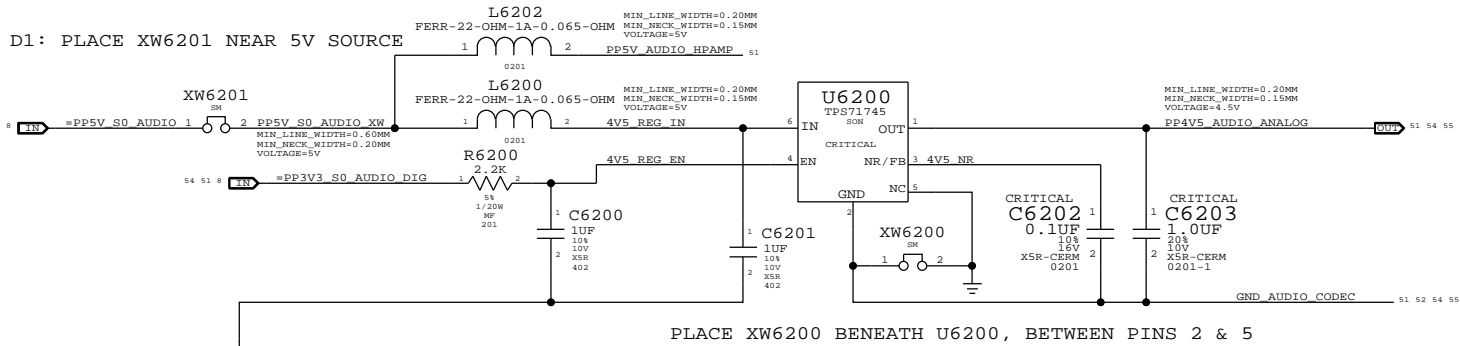 D1: PLACE XW6201 NEAR 5V SOURCE
L6202
FERR-22-OHM-1A-0.065-OHM
MIN_LINE_WIDTH=0.20MM
MIN_NECK_WIDTH=0.15MM
VOLTAGE=5V
1 2 PP5V_AUDIO_HPAMP 51
0201
XW6201
SM
8 IN =PP5V_S0_AUDIO 1 2 PP5V_S0_AUDIO_XW
MIN_LINE_WIDTH=0.60MM
MIN_NECK_WIDTH=0.20MM
VOLTAGE=5V
L6200
FERR-22-OHM-1A-0.065-OHM
MIN_LINE_WIDTH=0.20MM
MIN_NECK_WIDTH=0.15MM
VOLTAGE=5V
1 2 4V5_REG_IN
0201
54 51 8 IN =PP3V3_S0_AUDIO_DIG
R6200
2.2K
1 2
5%
1/20W
MF
201
4V5_REG_EN
1 C6200
1UF
10%
10V
2 X5R
402
1 C6201
1UF
10%
10V
2 X5R
402
U6200
TPS71745
SON
6 IN OUT 1
CRITICAL
4 EN NR/FB 3 4V5_NR
NC 5
GND
2
XW6200
SM
1 2
MIN_LINE_WIDTH=0.20MM
MIN_NECK_WIDTH=0.15MM
VOLTAGE=4.5V
PP4V5_AUDIO_ANALOG OUT 51 54 55
CRITICAL
C6202 1
0.1UF
10%
16V 2
X5R-CERM
0201
CRITICAL
1 C6203
1.0UF
20%
10V
2 X5R-CERM
0201-1
GND_AUDIO_CODEC 51 52 54 55
PLACE XW6200 BENEATH U6200, BETWEEN PINS 2 & 5